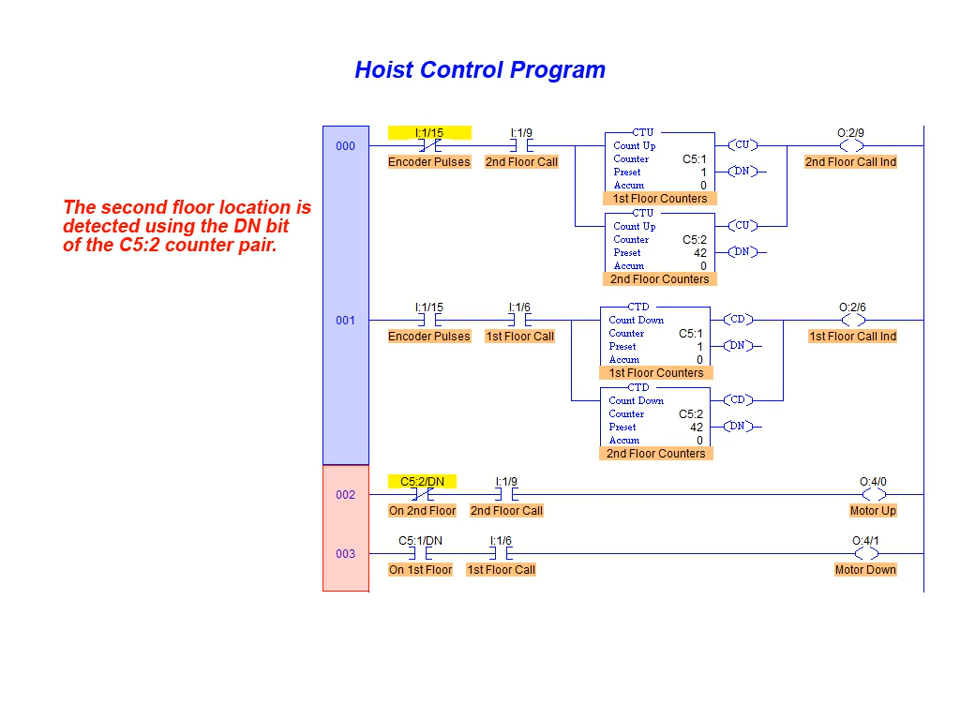 Hoist Control Program
The second floor location is
detected using the DN bit
of the C5:2 counter pair.
000
I:1/15
Encoder Pulses
I:1/9
2nd Floor Call
CTU
Count Up
Counter C5:1
Preset 1
Accum 0
1st Floor Counters
CU
DN
O:2/9
2nd Floor Call Ind
CTU
Count Up
Counter C5:2
Preset 42
Accum 0
2nd Floor Counters
CU
DN
001
I:1/15
Encoder Pulses
I:1/6
1st Floor Call
CTD
Count Down
Counter C5:1
Preset 1
Accum 0
1st Floor Counters
CD
DN
O:2/6
1st Floor Call Ind
CTD
Count Down
Counter C5:2
Preset 42
Accum 0
2nd Floor Counters
CD
DN
002
C5:2/DN
On 2nd Floor
I:1/9
2nd Floor Call
O:4/0
Motor Up
003
C5:1/DN
On 1st Floor
I:1/6
1st Floor Call
O:4/1
Motor Down